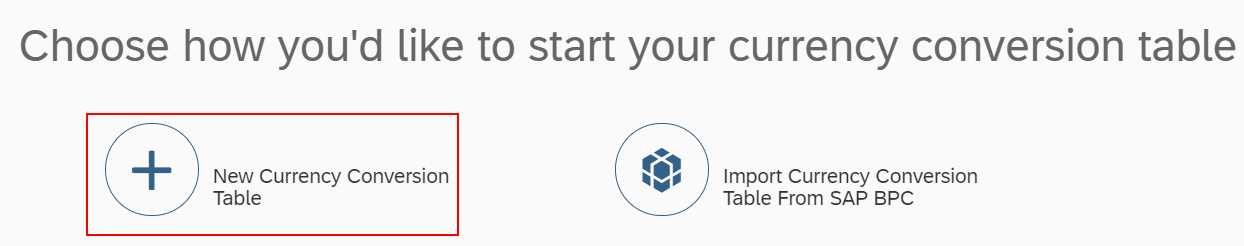 Choose how you'd like to start your currency conversion table
New Currency Conversion
Table
Import Currency Conversion
Table From SAP BPC